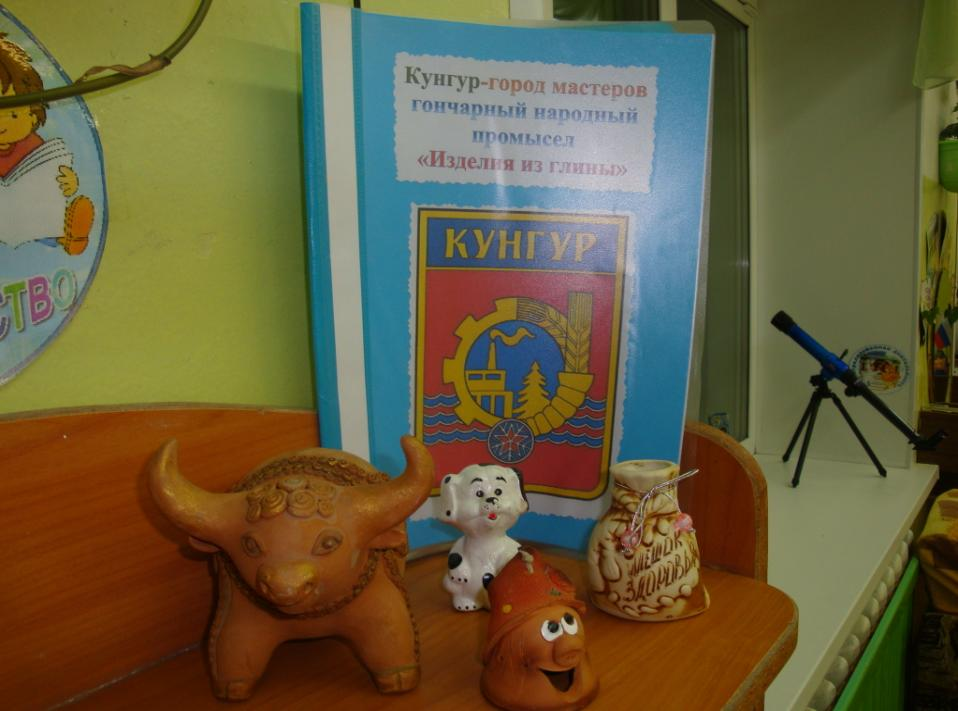 Кунгур-город мастеров
гончарный народный
промысел
«Изделия из глины»
КУНГУР
СТВО
МЕШОК
ЗДОРОВЬЯ